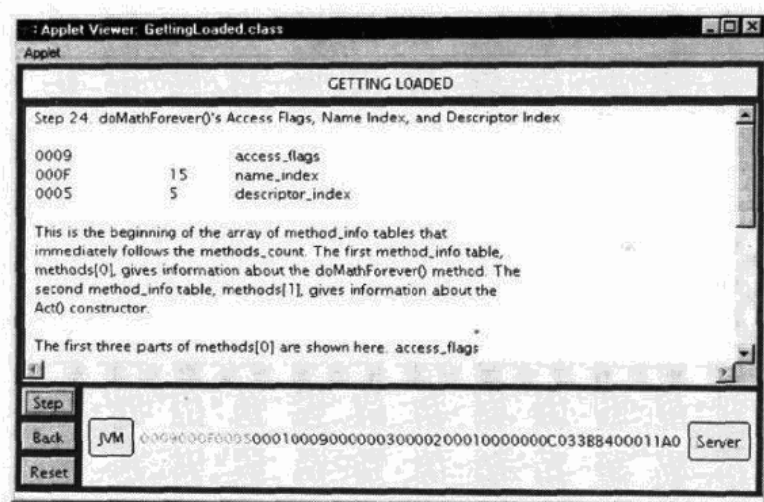 Applet Viewer: GettingLoaded.class
Applet
GETTING LOADED
Step 24. doMathForever()'s Access Flags, Name Index, and Descriptor Index
0009 access_flags
000F 15 name_index
0005 5 descriptor_index
This is the beginning of the array of method_info tables that
immediately follows the methods_count. The first method_info table,
methods[0], gives information about the doMathForever() method. The
second method_info table, methods[1], gives information about the
Act() constructor.
The first three parts of methods[0] are shown here. access_flags
Step
Back
Reset
JVM
0009000F00050001000900000030000200010000000C033B8400011A0
Server